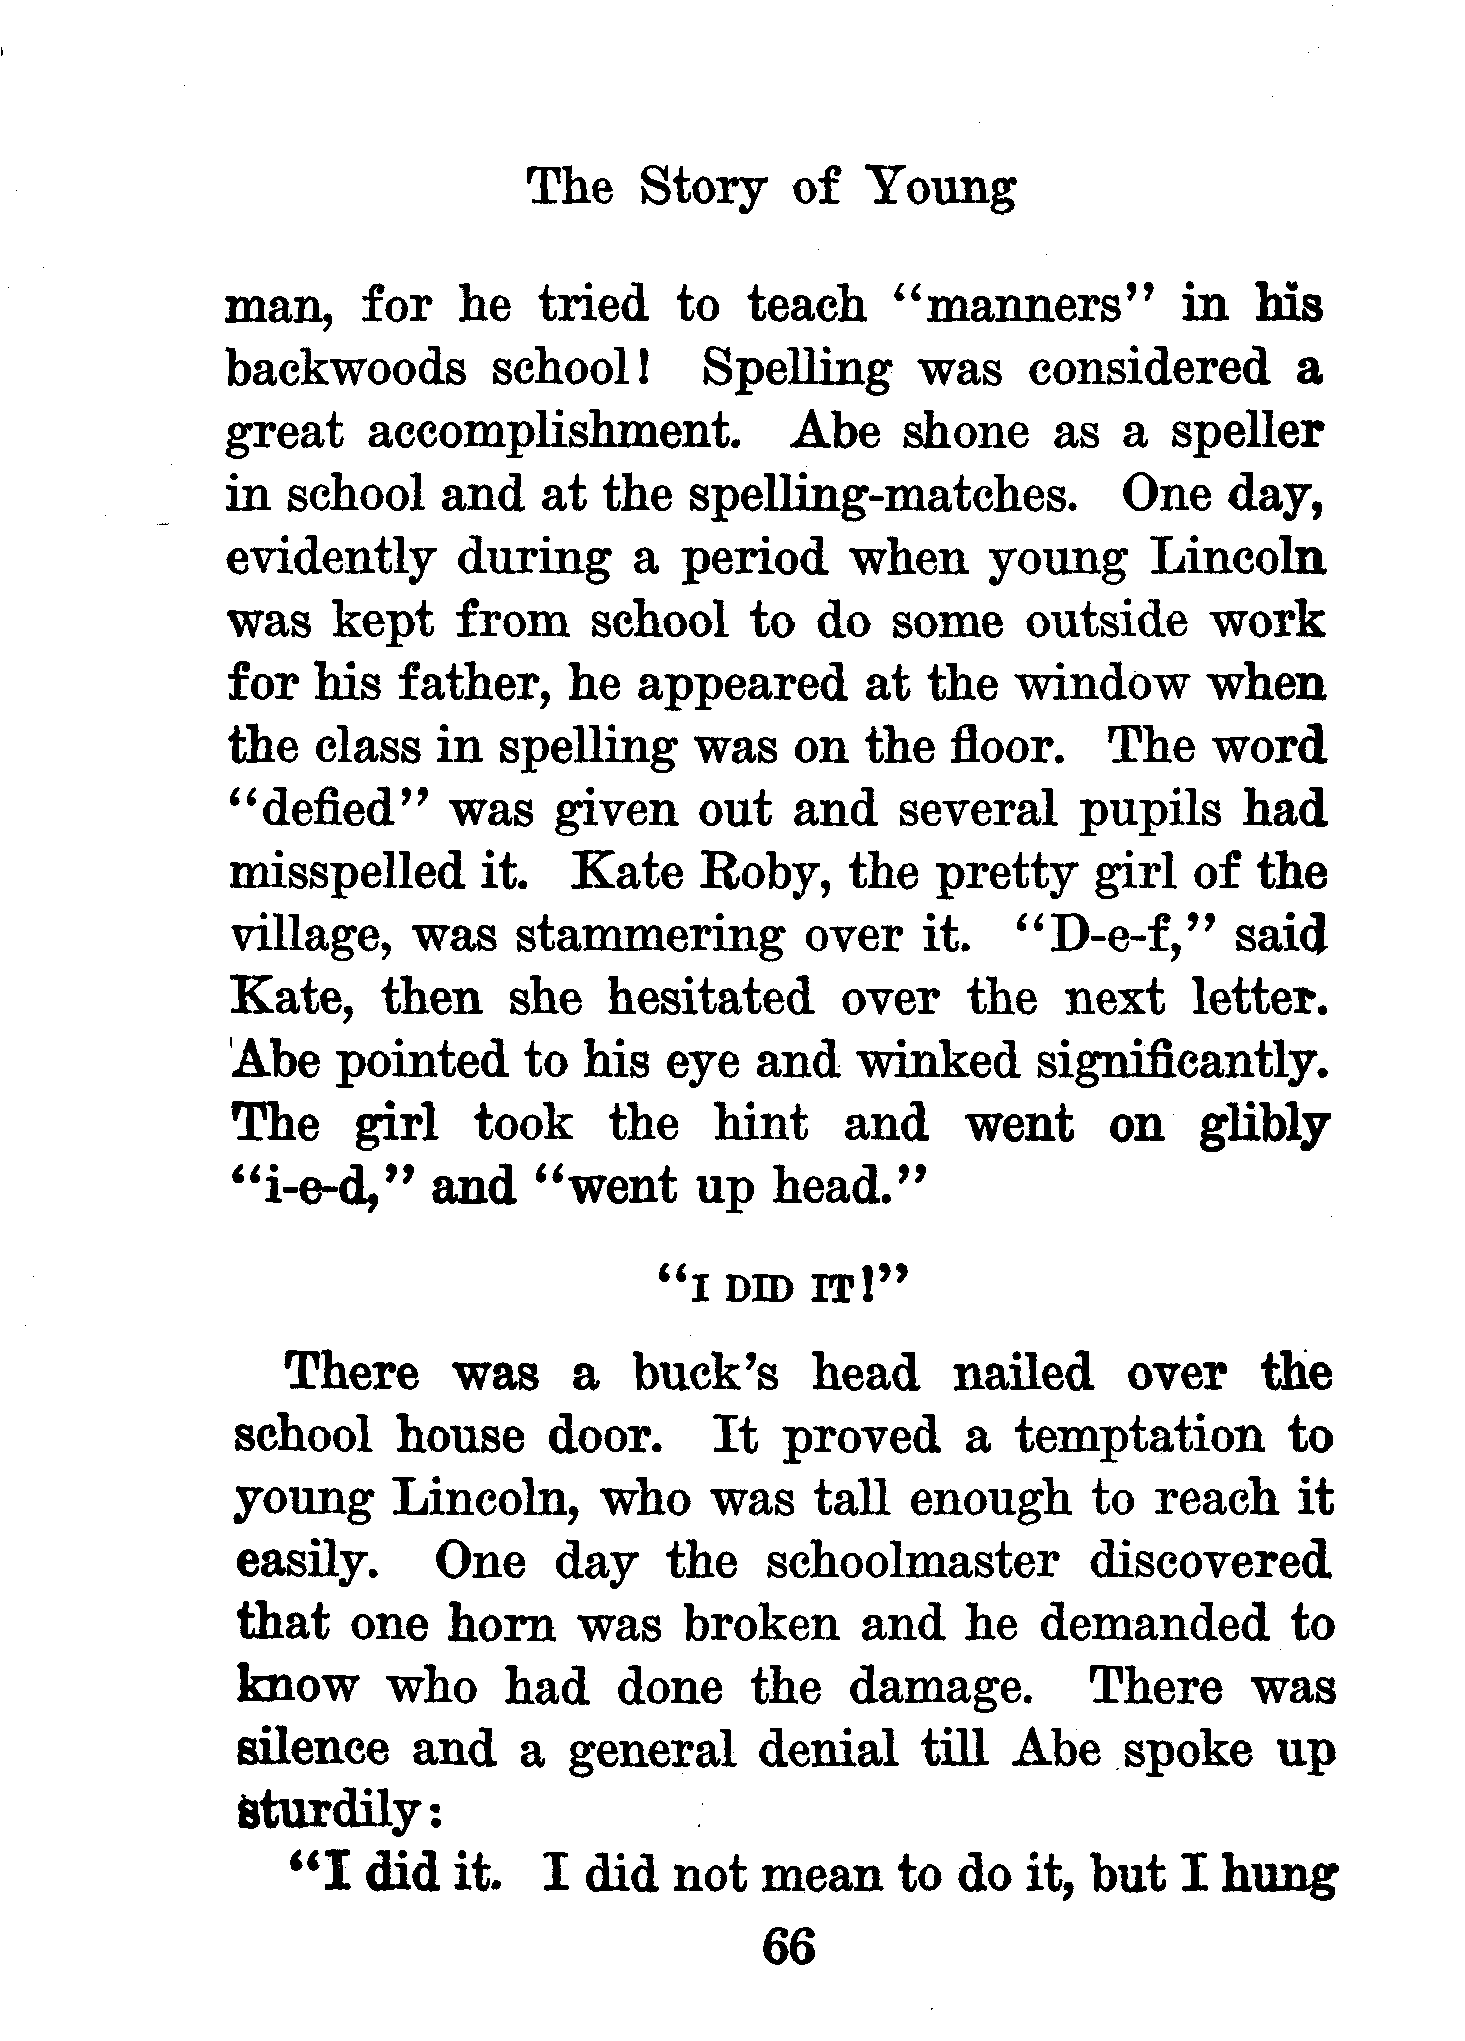 The Story of Young
man, for he tried to teach “manners” in his
backwoods school! Spelling was considered a
great accomplishment. Abe shone as a speller
in school and at the spelling-matches. One day,
evidently during a period when young Lincoln
was kept from school to do some outside work
for his father, he appeared at the window when
the class in spelling was on the floor. The word
“defied” was given out and several pupils had
misspelled it. Kate Roby, the pretty girl of the
village, was stammering over it. “D-e-f,” said
Kate, then she hesitated over the next letter.
Abe pointed to his eye and winked significantly.
The girl took the hint and went on glibly
“i-e-d,” and “went up head.”
“I DID IT!”
There was a buck’s head nailed over the
school house door. It proved a temptation to
young Lincoln, who was tall enough to reach it
easily. One day the schoolmaster discovered
that one horn was broken and he demanded to
know who had done the damage. There was
silence and a general denial till Abe spoke up
sturdily:
“I did it. I did not mean to do it, but I hung
66